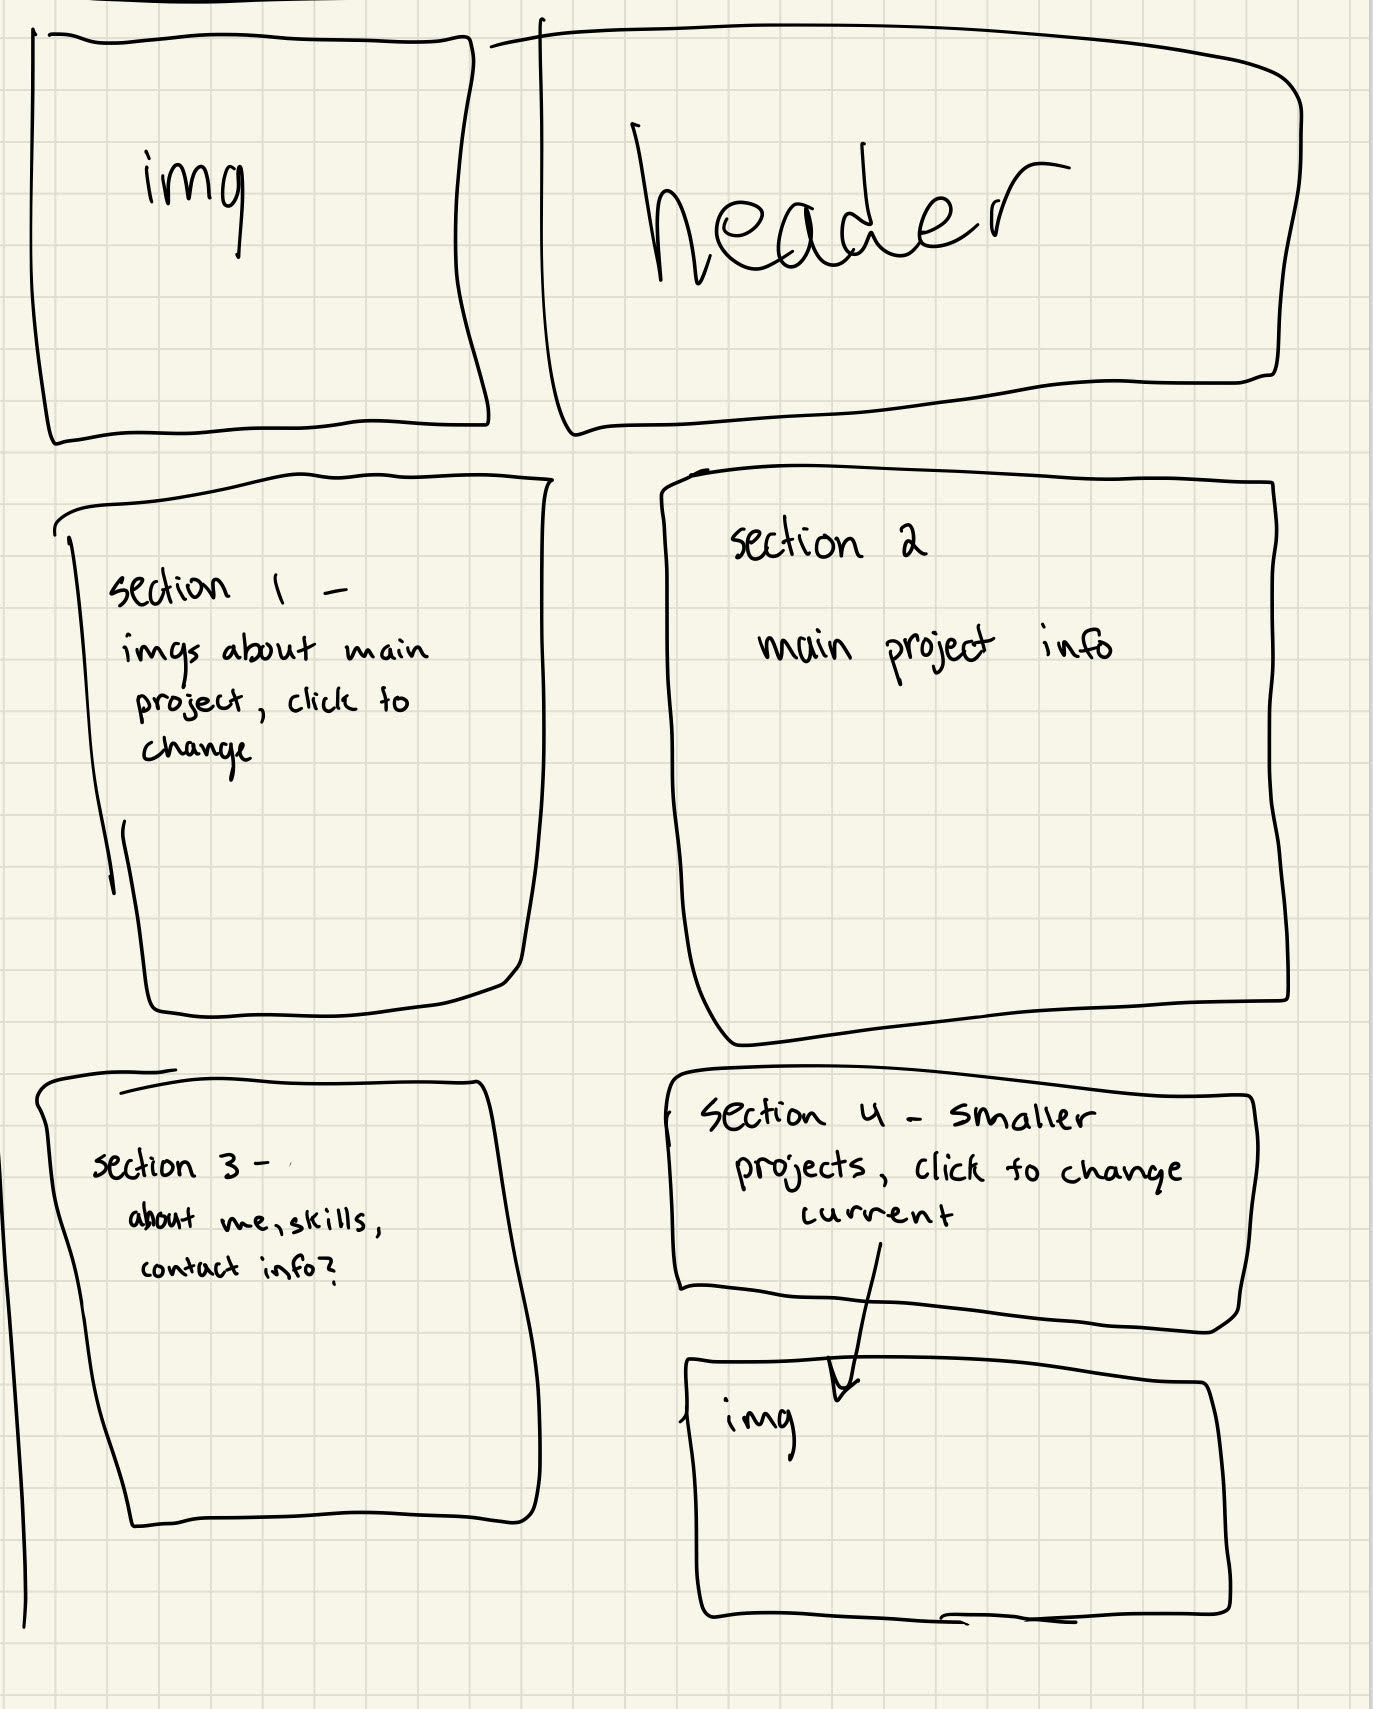 img
header
section 1 -
imgs about main
project, click to
change
section 2
main project info
section 3 -
about me, skills,
contact info?
section 4 - smaller
projects, click to change
current
img